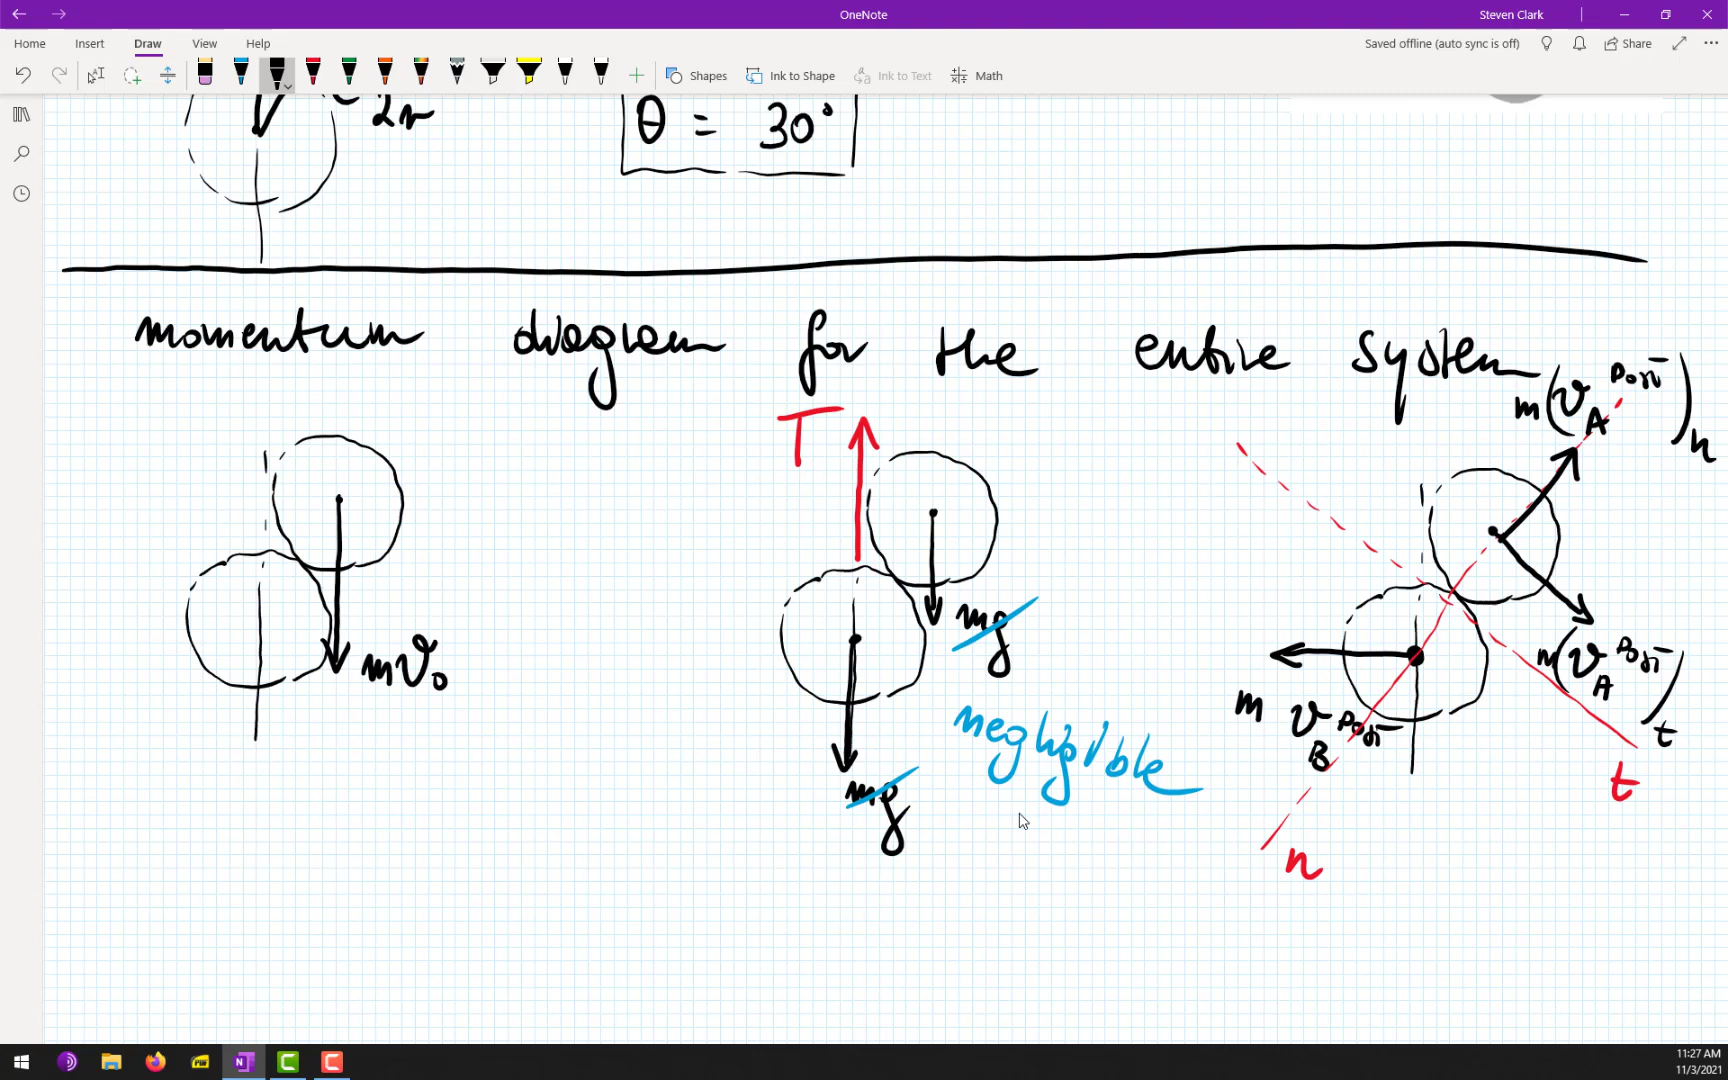 OneNote
Steven Clark
Home Insert Draw View Help
Saved offline (auto sync is off)
Share
Shapes
Ink to Shape
Ink to Text
Math
2r
θ = 30°
momentum diagram for the entire system
T
m(v_A^post)_n
mg
mv_0
m(v_A^post)_t
m v_B^post
negligible
mg
t
n
11:27 AM
11/3/2021